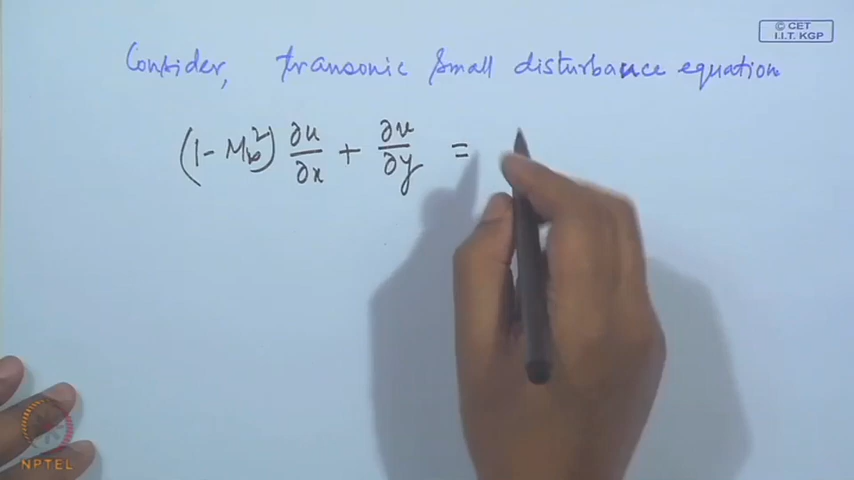 © CET
I.I.T. KGP
Consider, transonic small disturbance equation
(1 - M∞²) ∂u/∂x + ∂v/∂y =
NPTEL